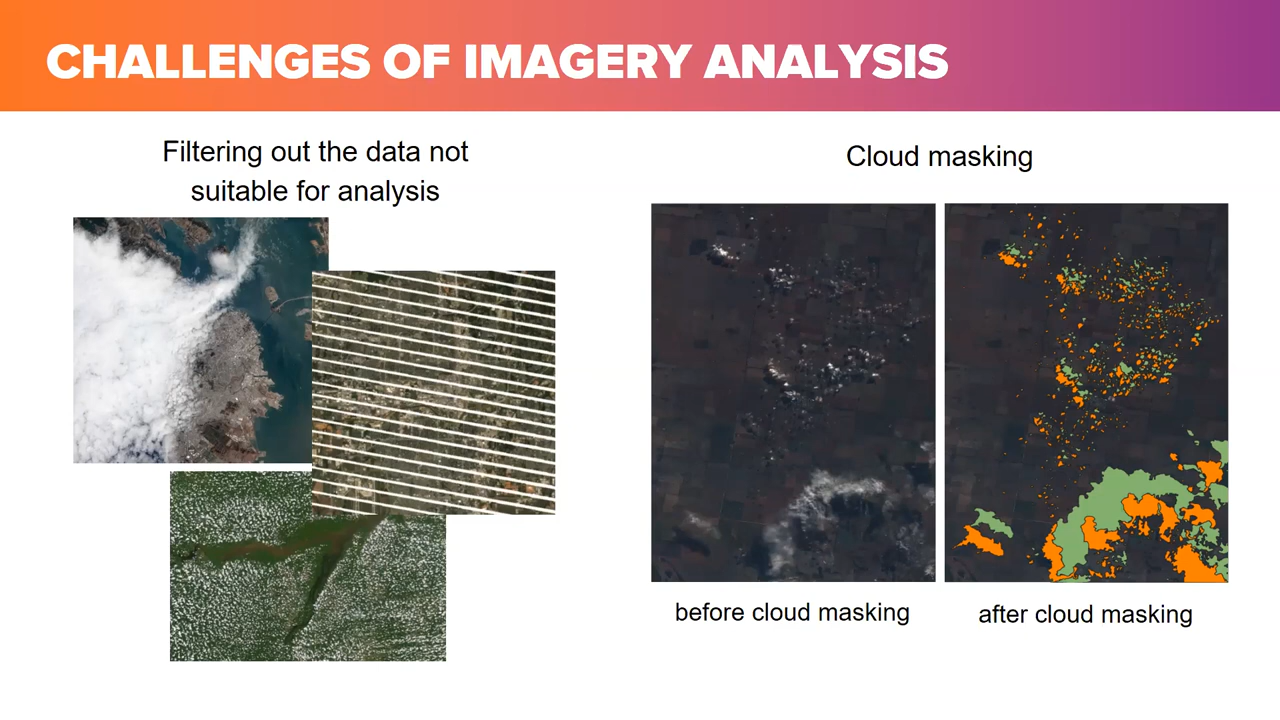 CHALLENGES OF IMAGERY ANALYSIS
Filtering out the data not
suitable for analysis
Cloud masking
before cloud masking
after cloud masking